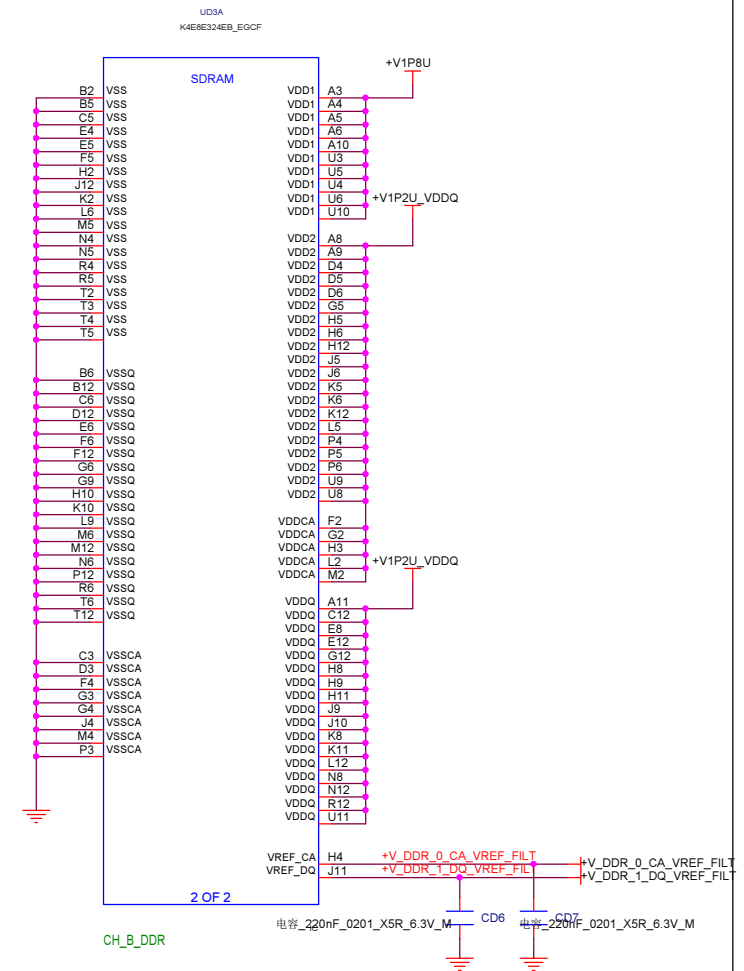 UD3A
K4E8E324EB_EGCF
SDRAM
+V1P8U
B2 VSS VDD1 A3
B5 VSS VDD1 A4
C5 VSS VDD1 A5
E4 VSS VDD1 A6
E5 VSS VDD1 A10
F5 VSS VDD1 U3
H2 VSS VDD1 U5
J12 VSS VDD1 U4
K2 VSS VDD1 U6 +V1P2U_VDDQ
L6 VSS VDD1 U10
M5 VSS
N4 VSS VDD2 A8
N5 VSS VDD2 A9
R4 VSS VDD2 D4
R5 VSS VDD2 D5
T2 VSS VDD2 D6
T3 VSS VDD2 G5
T4 VSS VDD2 H5
T5 VSS VDD2 H6
VDD2 H12
VDD2 J5
B6 VSSQ VDD2 J6
B12 VSSQ VDD2 K5
C6 VSSQ VDD2 K6
D12 VSSQ VDD2 K12
E6 VSSQ VDD2 L5
F6 VSSQ VDD2 P4
F12 VSSQ VDD2 P5
G6 VSSQ VDD2 P6
G9 VSSQ VDD2 U9
H10 VSSQ VDD2 U8
K10 VSSQ
L9 VSSQ VDDCA F2
M6 VSSQ VDDCA G2
M12 VSSQ VDDCA H3
N6 VSSQ VDDCA L2 +V1P2U_VDDQ
P12 VSSQ VDDCA M2
R6 VSSQ
T6 VSSQ VDDQ A11
T12 VSSQ VDDQ C12
VDDQ E8
VDDQ E12
C3 VSSCA VDDQ G12
D3 VSSCA VDDQ H8
F4 VSSCA VDDQ H9
G3 VSSCA VDDQ H11
G4 VSSCA VDDQ J9
J4 VSSCA VDDQ J10
M4 VSSCA VDDQ K8
P3 VSSCA VDDQ K11
VDDQ L12
VDDQ N8
VDDQ N12
VDDQ R12
VDDQ U11
VREF_CA H4 +V_DDR_0_CA_VREF_FILT +V_DDR_0_CA_VREF_FILT
VREF_DQ J11 +V_DDR_1_DQ_VREF_FILT +V_DDR_1_DQ_VREF_FILT
2 OF 2
电容_220nF_0201_X5R_6.3V_M CD6 电容_220nF_0201_X5R_6.3V_M CD7
CH_B_DDR